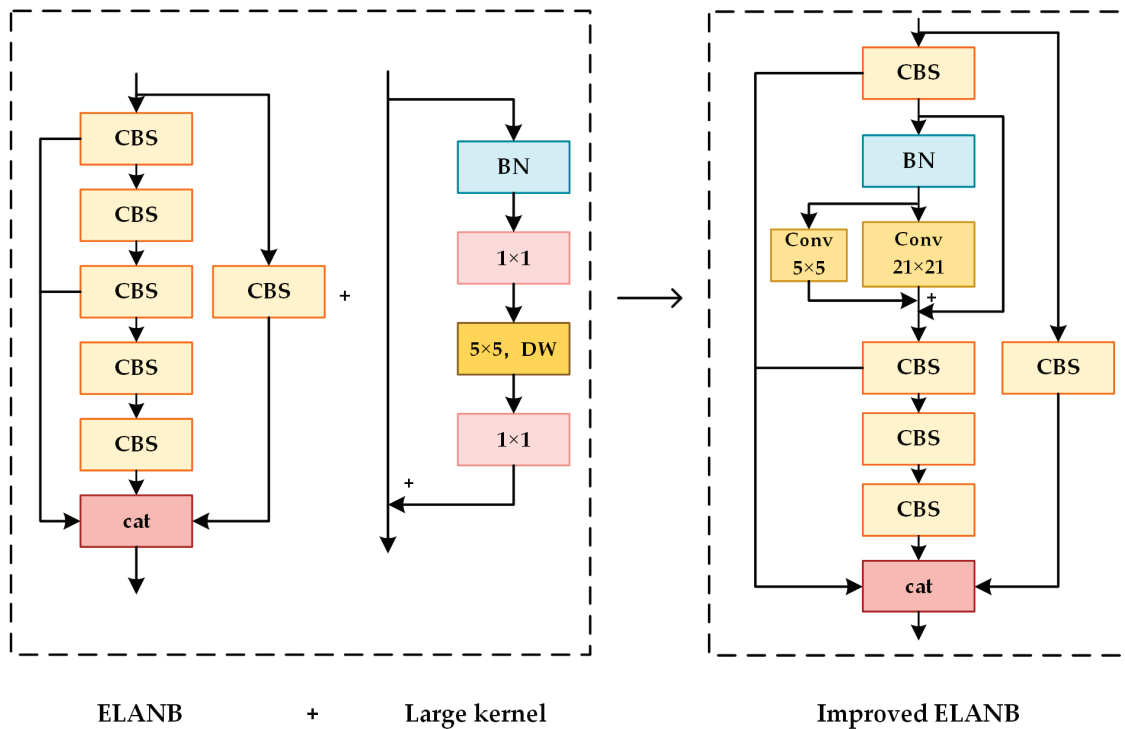 CBS
CBS
CBS
CBS
CBS
CBS
cat
+
BN
1×1
5×5, DW
1×1
+
CBS
BN
Conv
5×5
Conv
21×21
+
CBS
CBS
CBS
CBS
cat
ELANB + Large kernel
Improved ELANB